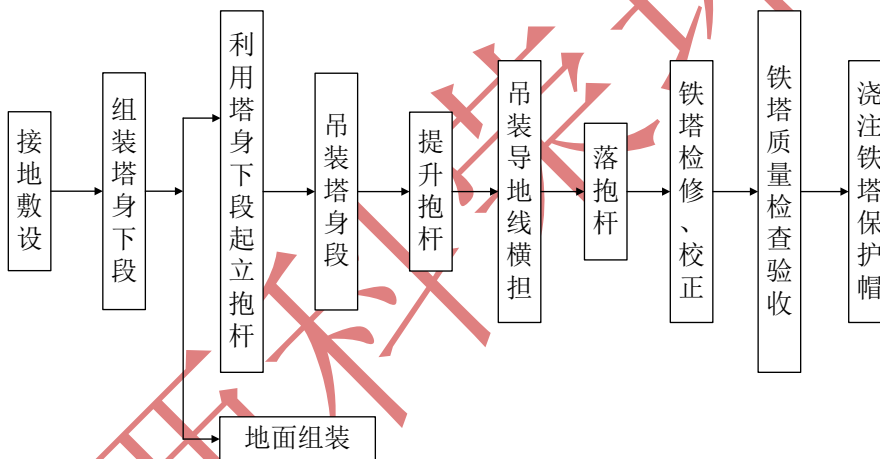 接地敷设
组装塔身下段
利用塔身下段起立抱杆
吊装塔身段
提升抱杆
吊装导地线横担
落抱杆
铁塔检修、校正
铁塔质量检查验收
浇注铁塔保护帽
地面组装